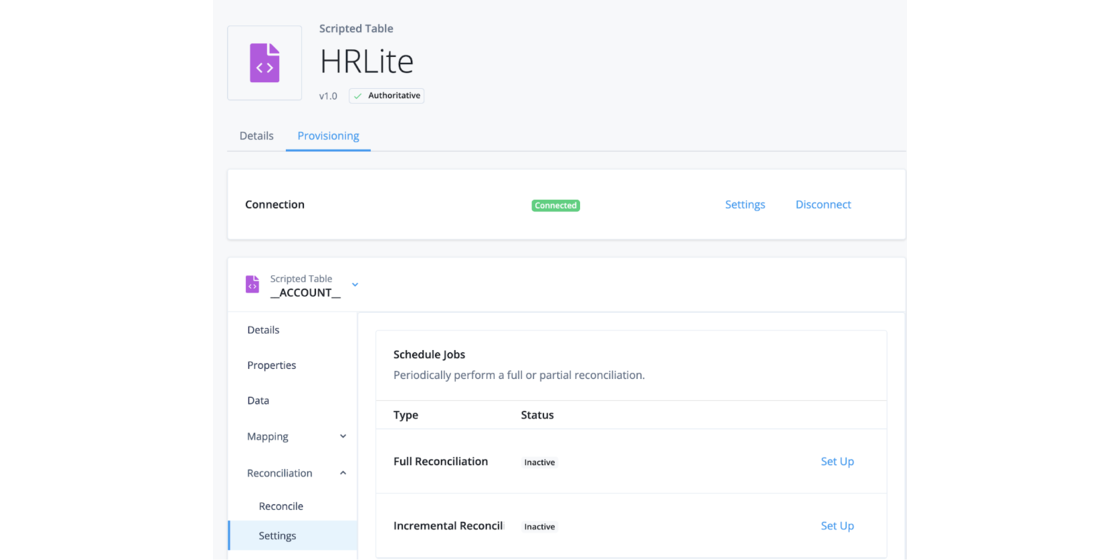 Scripted Table
HRLite
v1.0 Authoritative
Details Provisioning
Connection Connected Settings Disconnect
Scripted Table
__ACCOUNT__
Details
Properties
Data
Mapping
Reconciliation
Reconcile
Settings
Schedule Jobs
Periodically perform a full or partial reconciliation.
Type Status
Full Reconciliation Inactive Set Up
Incremental Reconcil Inactive Set Up